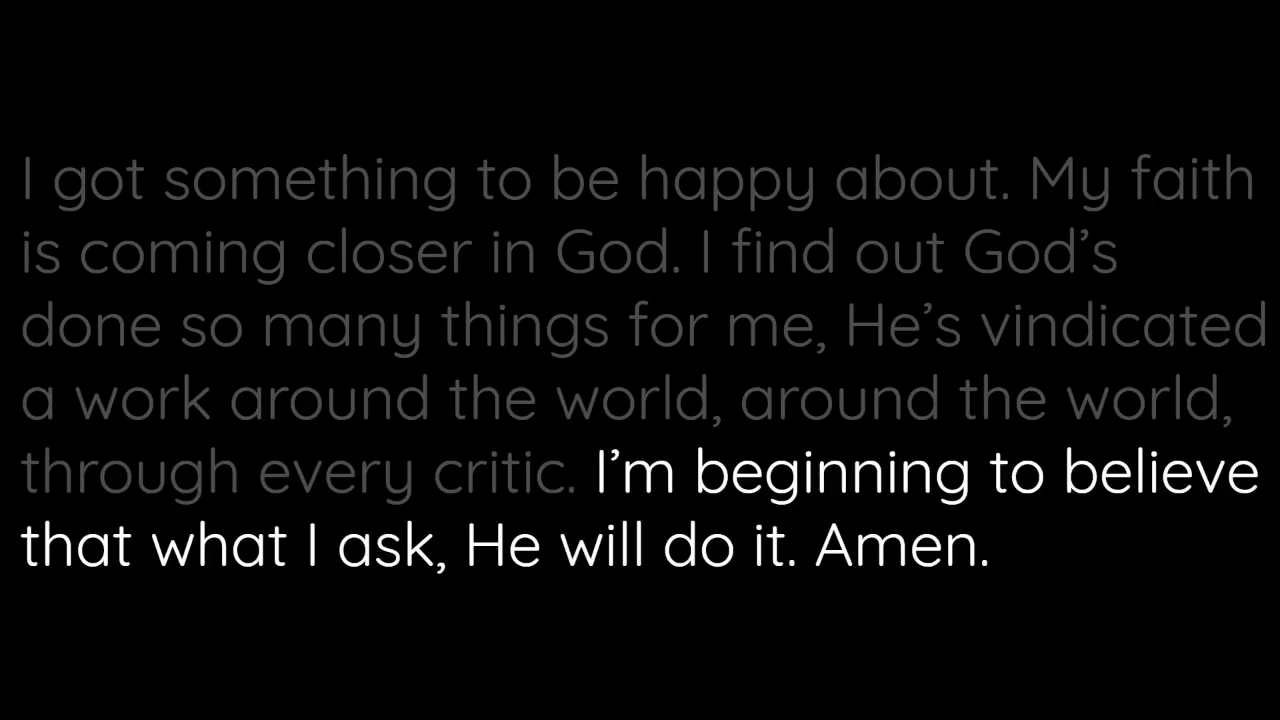 I got something to be happy about. My faith
is coming closer in God. I find out God’s
done so many things for me, He’s vindicated
a work around the world, around the world,
through every critic. I’m beginning to believe
that what I ask, He will do it. Amen.